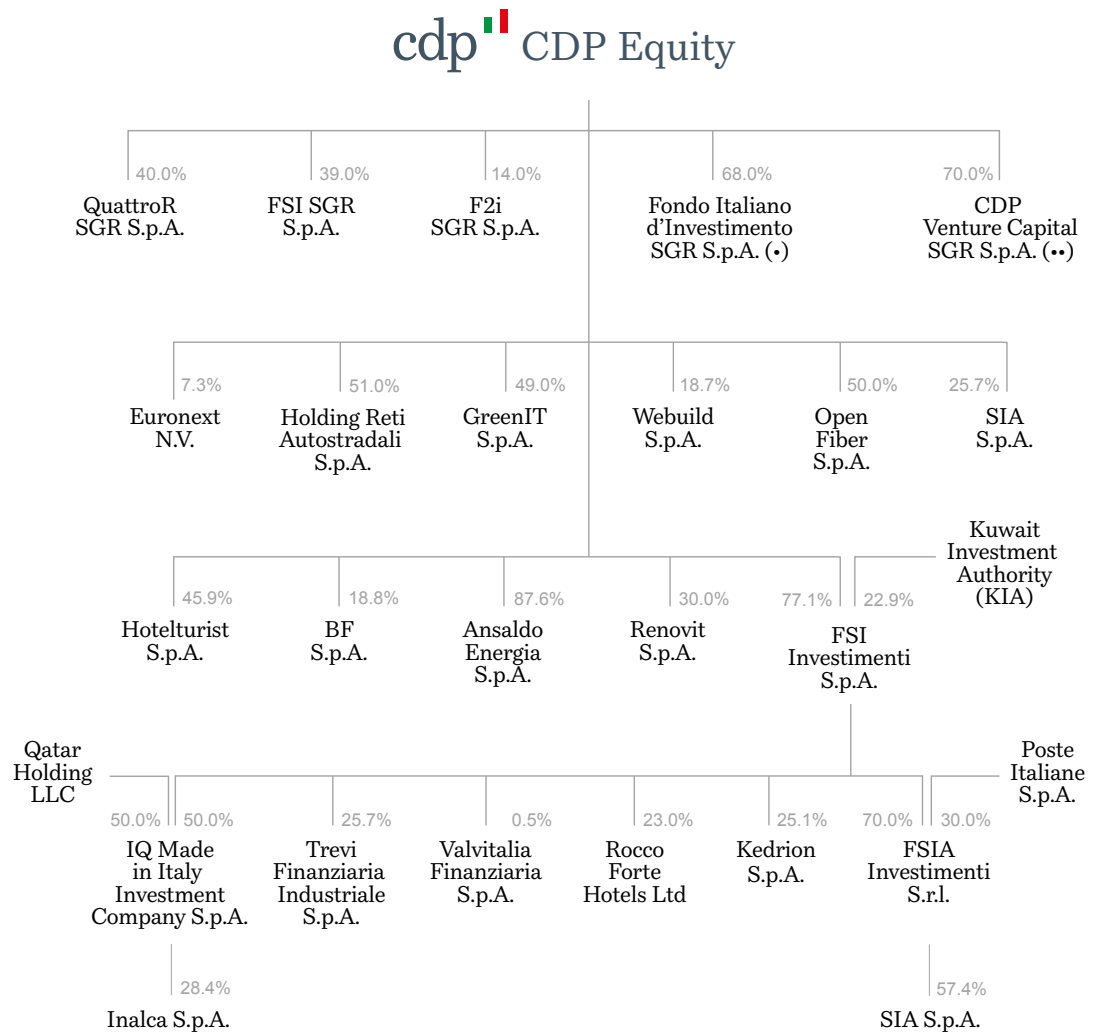 cdp CDP Equity
40.0%
39.0%
14.0%
68.0%
70.0%
QuattroR
SGR S.p.A.
FSI SGR
S.p.A.
F2i
SGR S.p.A.
Fondo Italiano
d’Investimento
SGR S.p.A. (•)
CDP
Venture Capital
SGR S.p.A. (••)
7.3%
51.0%
49.0%
18.7%
50.0%
25.7%
Euronext
N.V.
Holding Reti
Autostradali
S.p.A.
GreenIT
S.p.A.
Webuild
S.p.A.
Open
Fiber
S.p.A.
SIA
S.p.A.
Kuwait
Investment
Authority
(KIA)
45.9%
18.8%
87.6%
30.0%
77.1%
22.9%
Hotelturist
S.p.A.
BF
S.p.A.
Ansaldo
Energia
S.p.A.
Renovit
S.p.A.
FSI
Investimenti
S.p.A.
Qatar
Holding
LLC
Poste
Italiane
S.p.A.
50.0%
50.0%
25.7%
0.5%
23.0%
25.1%
70.0%
30.0%
IQ Made
in Italy
Investment
Company S.p.A.
Trevi
Finanziaria
Industriale
S.p.A.
Valvitalia
Finanziaria
S.p.A.
Rocco
Forte
Hotels Ltd
Kedrion
S.p.A.
FSIA
Investimenti
S.r.l.
28.4%
57.4%
Inalca S.p.A.
SIA S.p.A.